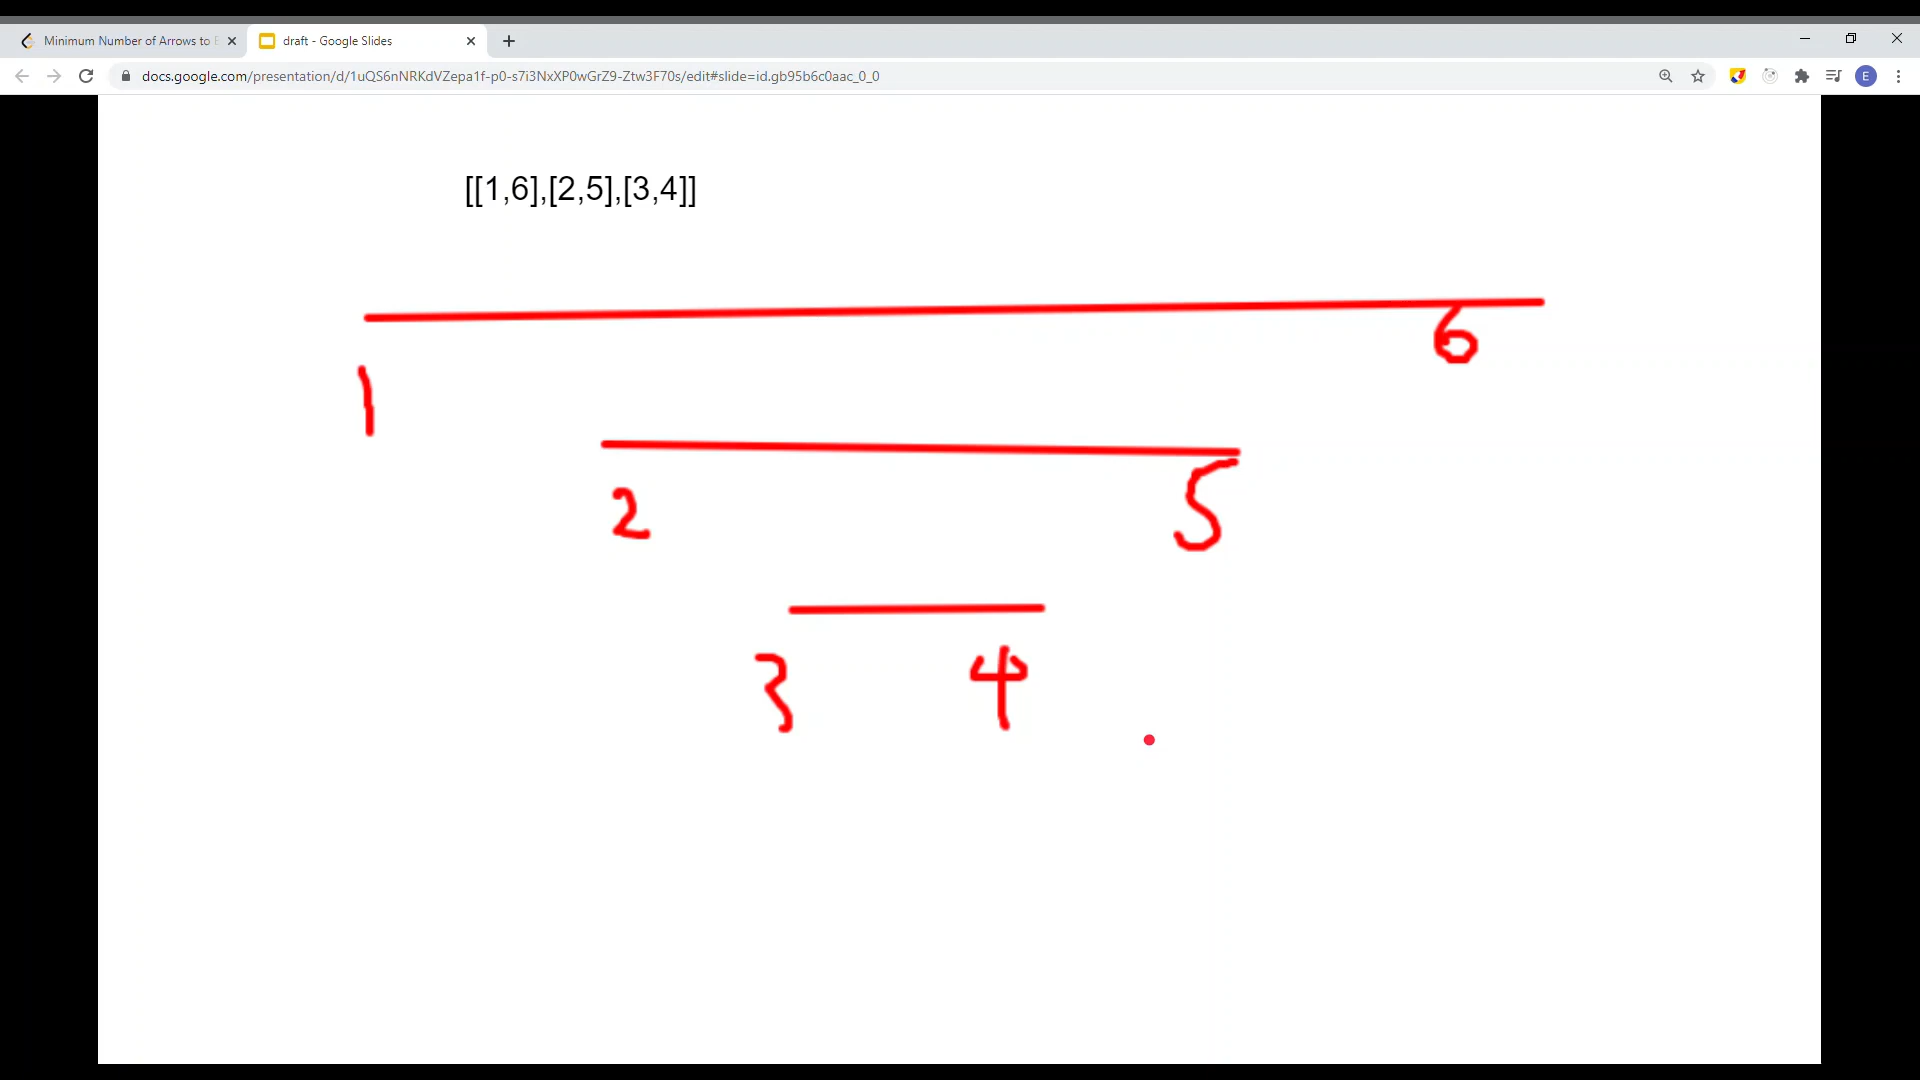 Minimum Number of Arrows to
draft - Google Slides
docs.google.com/presentation/d/1uQS6nNRKdVZepa1f-p0-s7i3NxXP0wGrZ9-Ztw3F70s/edit#slide=id.gb95b6c0aac_0_0
E
[[1,6],[2,5],[3,4]]
6
1
2
5
3
4